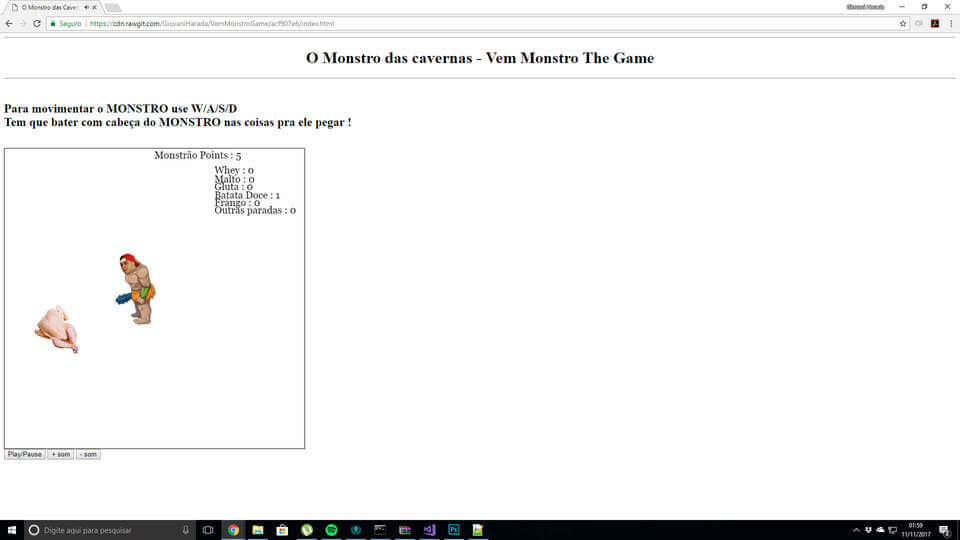 O Monstro das Caver
Giovani Harada
Seguro
https://cdn.rawgit.com/GiovaniHarada/VemMonstroGame/acf907e6/index.html
O Monstro das cavernas - Vem Monstro The Game
Para movimentar o MONSTRO use W/A/S/D
Tem que bater com cabeça do MONSTRO nas coisas pra ele pegar !
Monstrão Points : 5
Whey : 0
Malto : 0
Gluta : 0
Batata Doce : 1
Frango : 0
Outras paradas : 0
Play/Pause + som - som
Digite aqui para pesquisar
01:59
11/11/2017